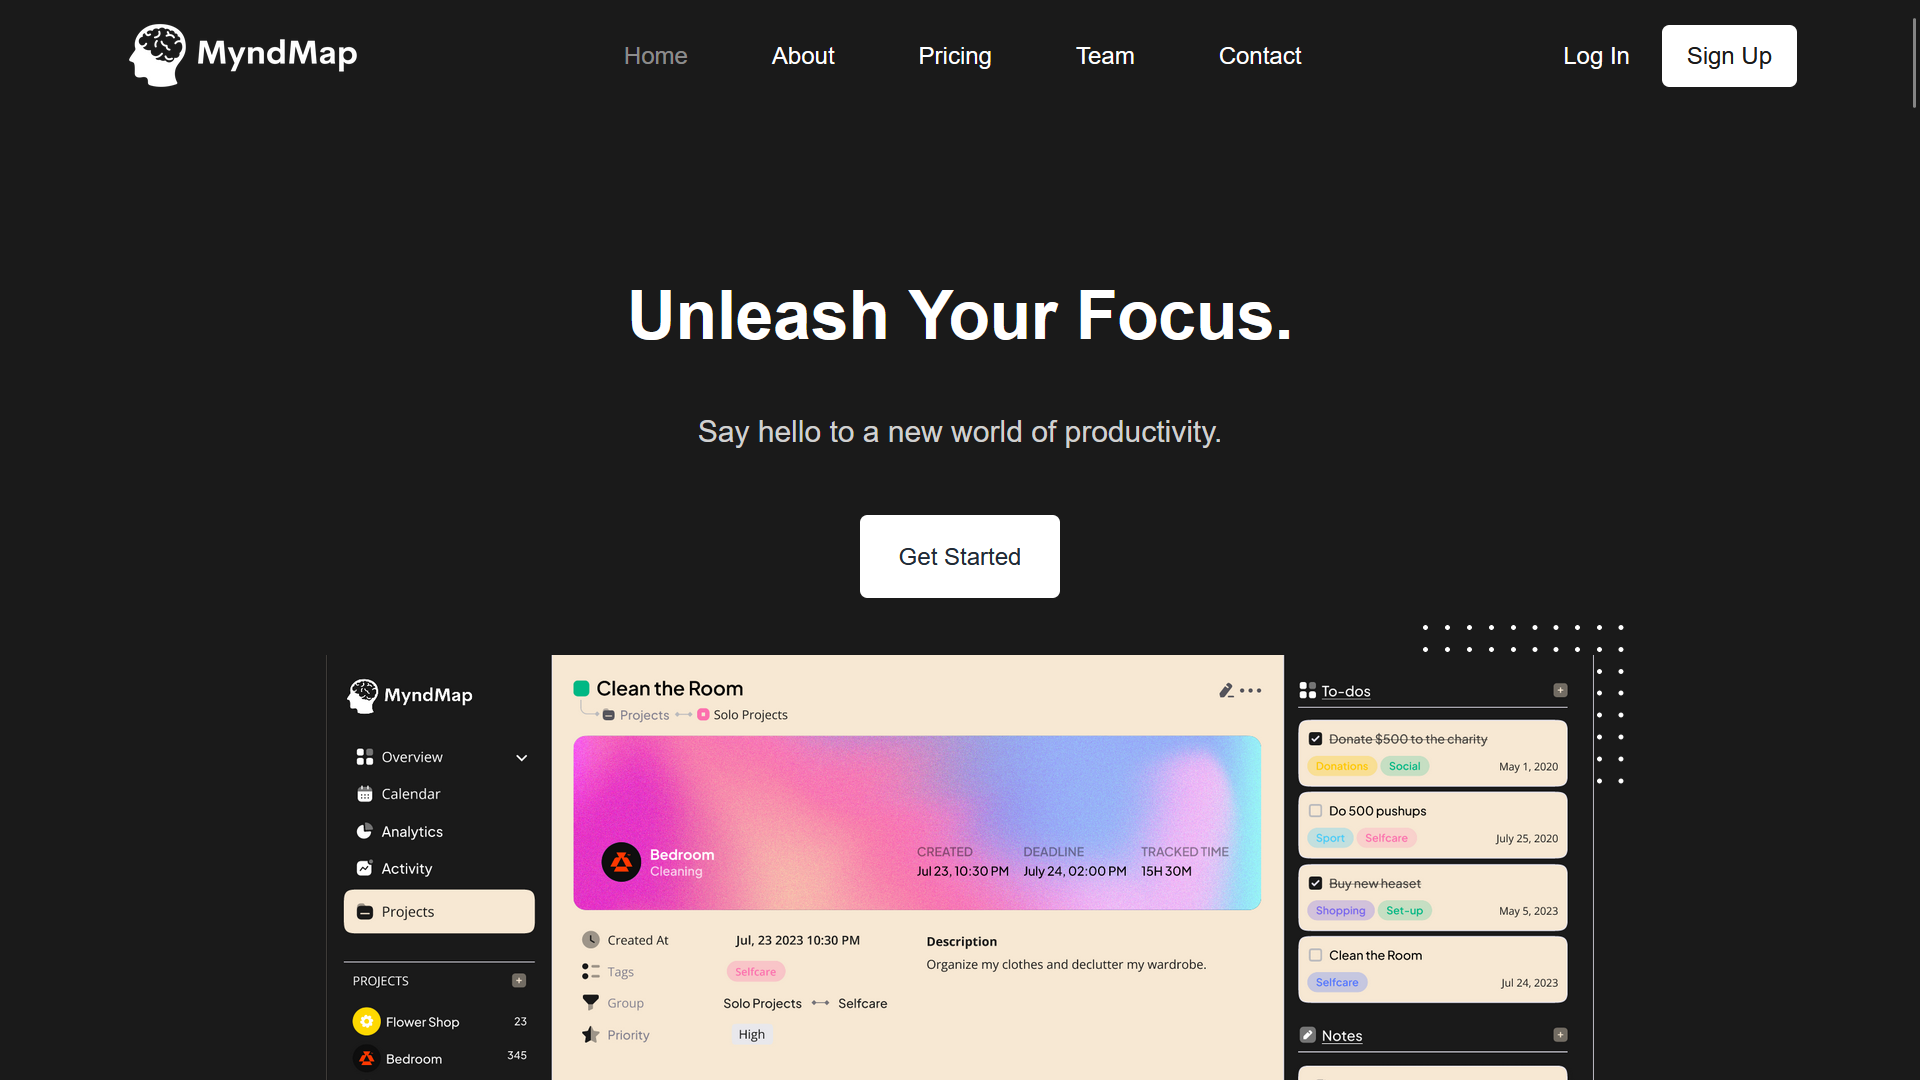 MyndMap
Home About Pricing Team Contact
Log In Sign Up
Unleash Your Focus.
Say hello to a new world of productivity.
Get Started
MyndMap
Overview
Calendar
Analytics
Activity
Projects
PROJECTS
Flower Shop 23
Bedroom 345
Clean the Room
Projects Solo Projects
Bedroom
Cleaning
CREATED DEADLINE TRACKED TIME
Jul 23, 10:30 PM July 24, 02:00 PM 15H 30M
Created At Jul, 23 2023 10:30 PM
Tags Selfcare
Group Solo Projects Selfcare
Priority High
Description
Organize my clothes and declutter my wardrobe.
To-dos
Donate $500 to the charity
Donations Social May 1, 2020
Do 500 pushups
Sport Selfcare July 25, 2020
Buy new heaset
Shopping Set-up May 5, 2023
Clean the Room
Selfcare Jul 24, 2023
Notes